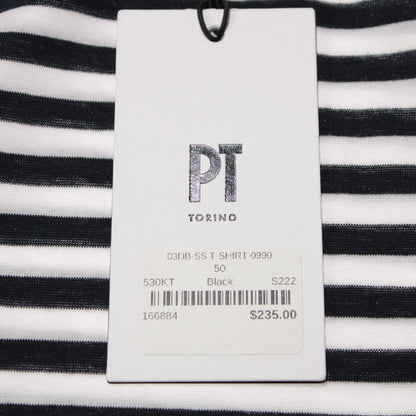 PT
TORINO
03DB-SS T-SHIRT-0990
50
530KT Black S222
166884 $235.00